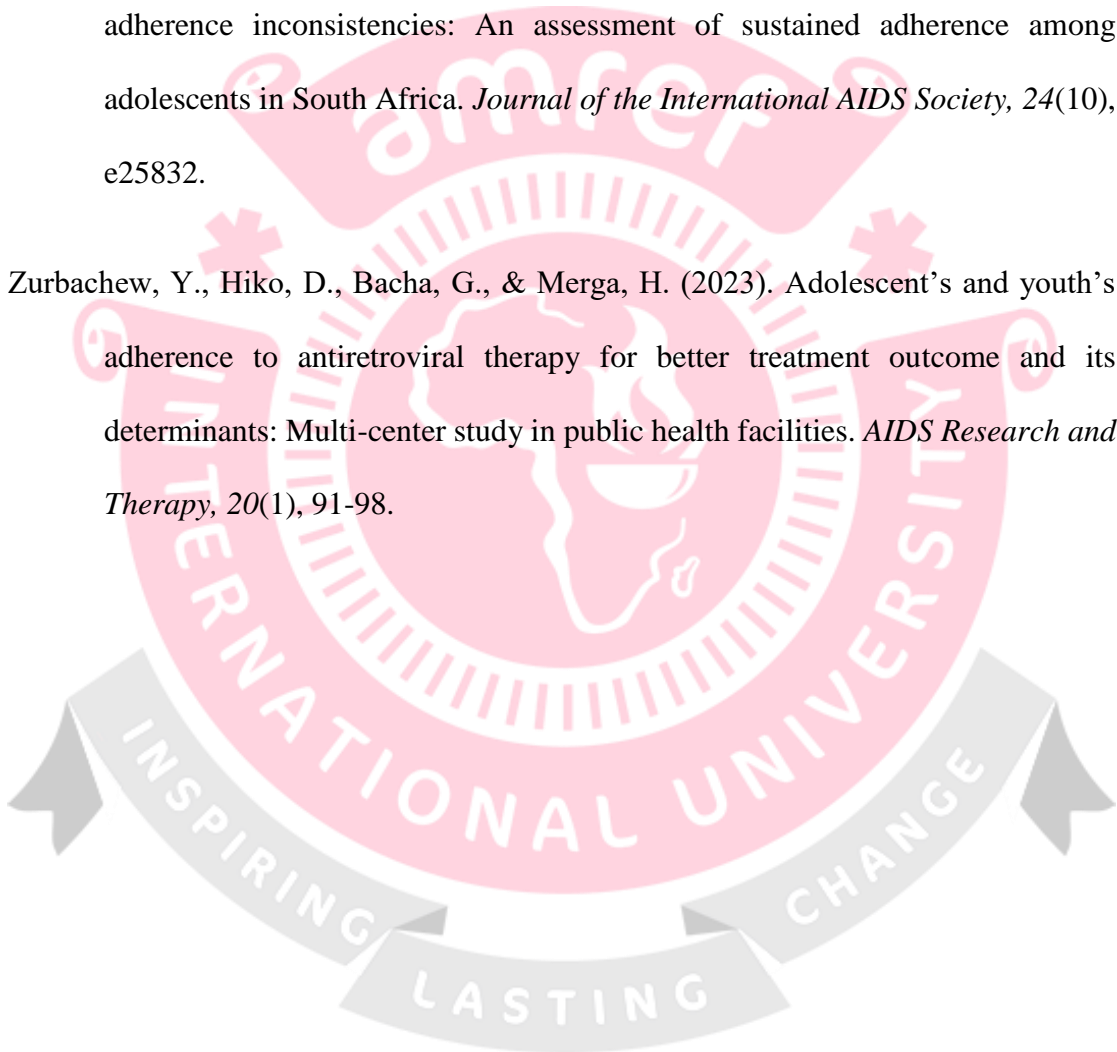 adherence inconsistencies: An assessment of sustained adherence among
adolescents in South Africa. Journal of the International AIDS Society, 24(10),
e25832.
Zurbachew, Y., Hiko, D., Bacha, G., & Merga, H. (2023). Adolescent’s and youth’s
adherence to antiretroviral therapy for better treatment outcome and its
determinants: Multi-center study in public health facilities. AIDS Research and
Therapy, 20(1), 91-98.
amref
INTERNATIONAL UNIVERSITY
INSPIRING
LASTING
CHANGE